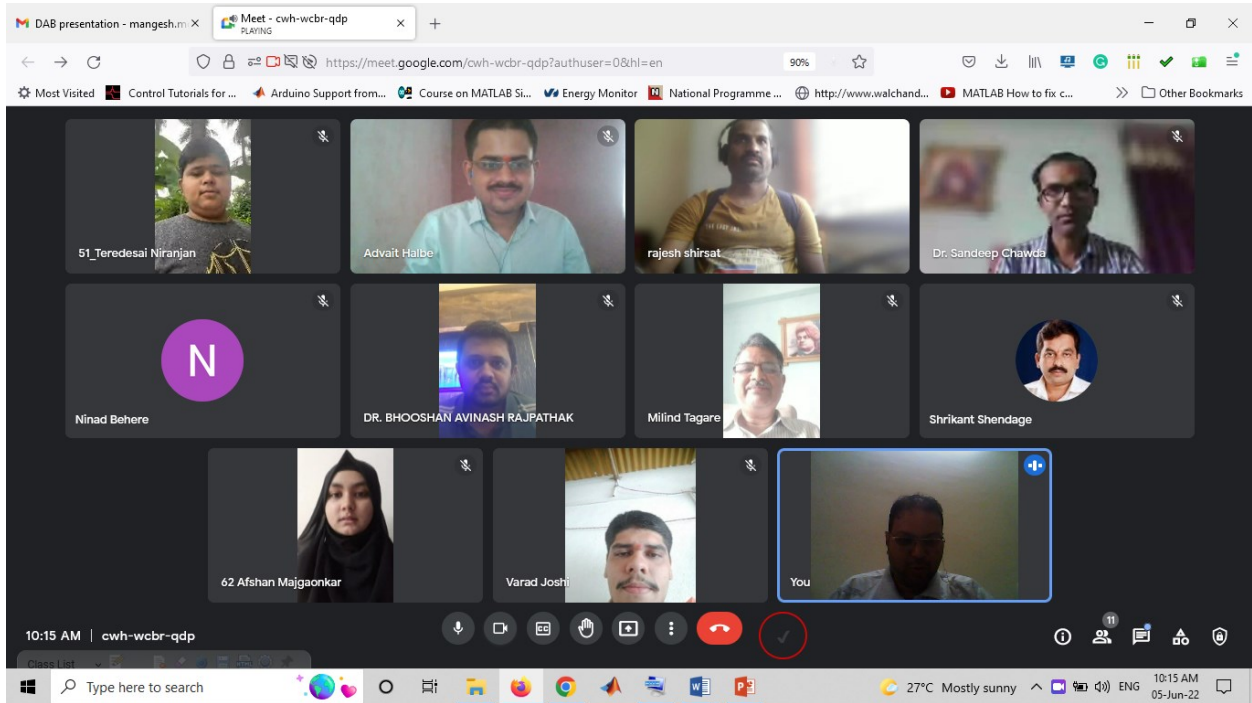 DAB presentation - mangesh.m
Meet - cwh-wcbr-qdp
PLAYING
https://meet.google.com/cwh-wcbr-qdp?authuser=0&hl=en
90%
Most Visited
Control Tutorials for ...
Arduino Support from...
Course on MATLAB Si...
Energy Monitor
National Programme ...
http://www.walchand...
MATLAB How to fix c...
Other Bookmarks
51_Teredesai Niranjan
Advait Halbe
rajesh shirsat
Dr. Sandeep Chawda
N
Ninad Behere
DR. BHOOSHAN AVINASH RAJPATHAK
Milind Tagare
Shrikant Shendage
62 Afshan Majgaonkar
Varad Joshi
You
10:15 AM | cwh-wcbr-qdp
11
Class List
Type here to search
27°C Mostly sunny
ENG
10:15 AM
05-Jun-22